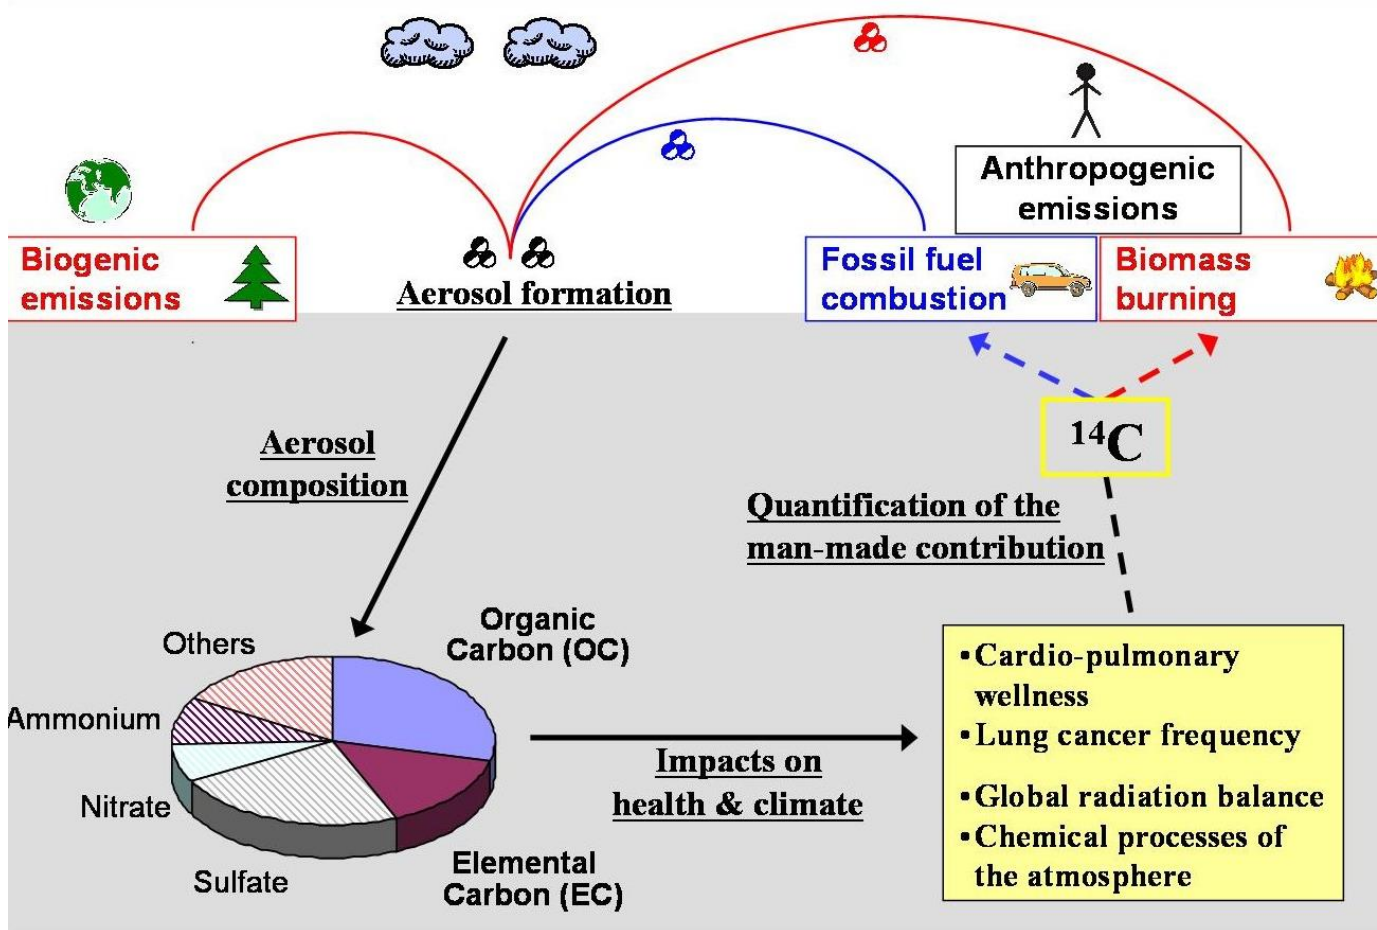 Anthropogenic
emissions
Biogenic
emissions
Aerosol formation
Fossil fuel
combustion
Biomass
burning
Aerosol
composition
¹⁴C
Quantification of the
man-made contribution
Organic
Carbon (OC)
Others
Ammonium
Nitrate
Sulfate
Elemental
Carbon (EC)
Impacts on
health & climate
•Cardio-pulmonary
wellness
•Lung cancer frequency
•Global radiation balance
•Chemical processes of
the atmosphere